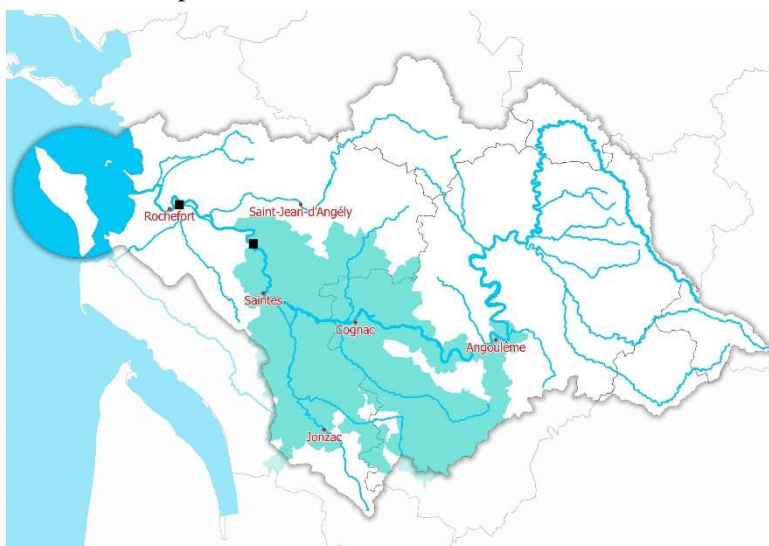 Rochefort
Saint-Jean-d'Angély
Saintes
Cognac
Angoulême
Jonzac